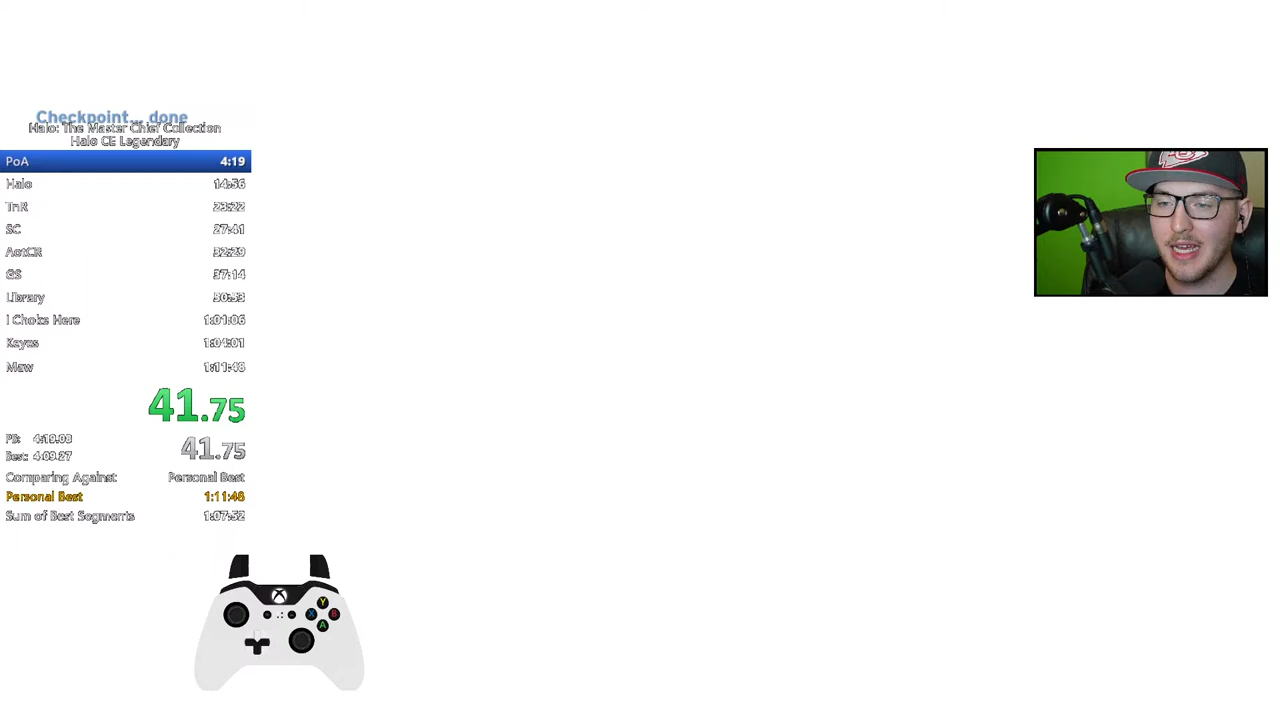 Checkpoint... done
Halo: The Master Chief Collection
Halo CE Legendary
PoA 4:19
Halo 14:56
TnR 23:22
SC 27:41
AotCR 32:29
GS 37:14
Library 50:53
I Choke Here 1:01:06
Keyes 1:04:01
Maw 1:11:48
41.75
PB: 4:19.08 41.75
Best: 4:09.27
Comparing Against Personal Best
Personal Best 1:11:48
Sum of Best Segments 1:07:52
Y
X B
A